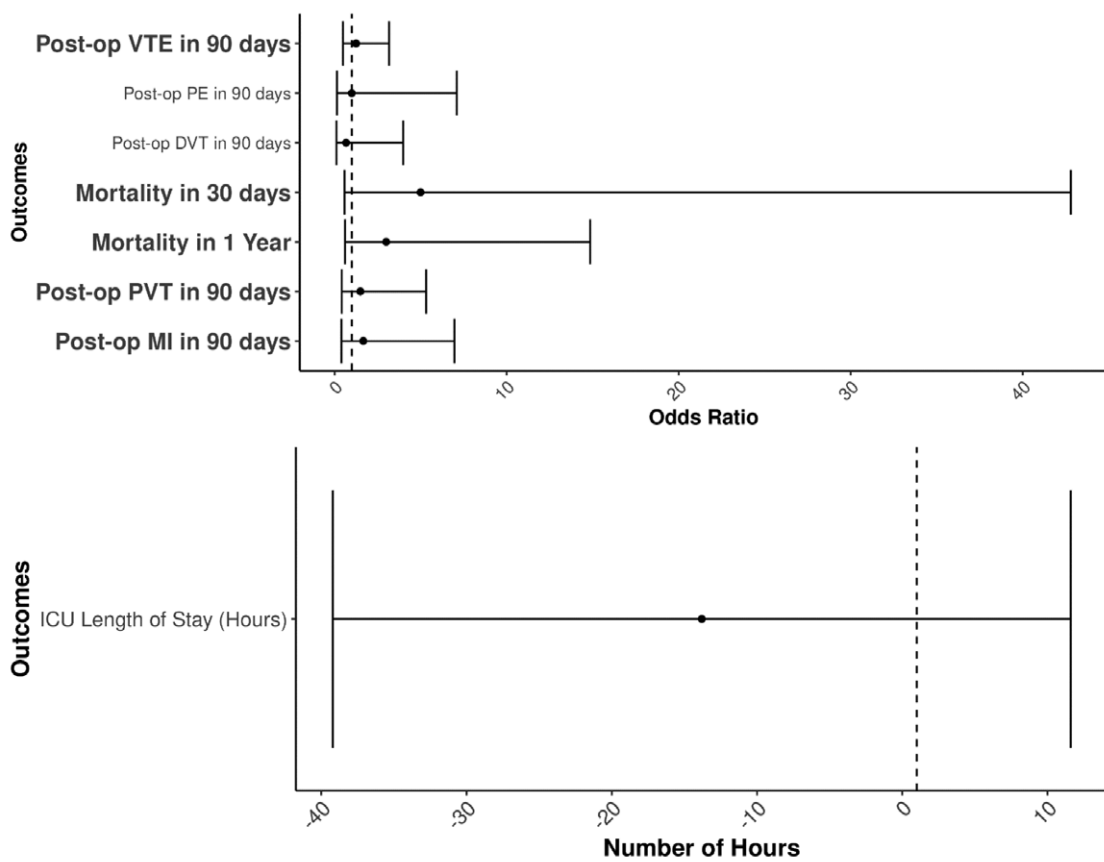 Outcomes
Post-op VTE in 90 days
Post-op PE in 90 days
Post-op DVT in 90 days
Mortality in 30 days
Mortality in 1 Year
Post-op PVT in 90 days
Post-op MI in 90 days
0 10 20 30 40
Odds Ratio
Outcomes
ICU Length of Stay (Hours)
-40 -30 -20 -10 0 10
Number of Hours